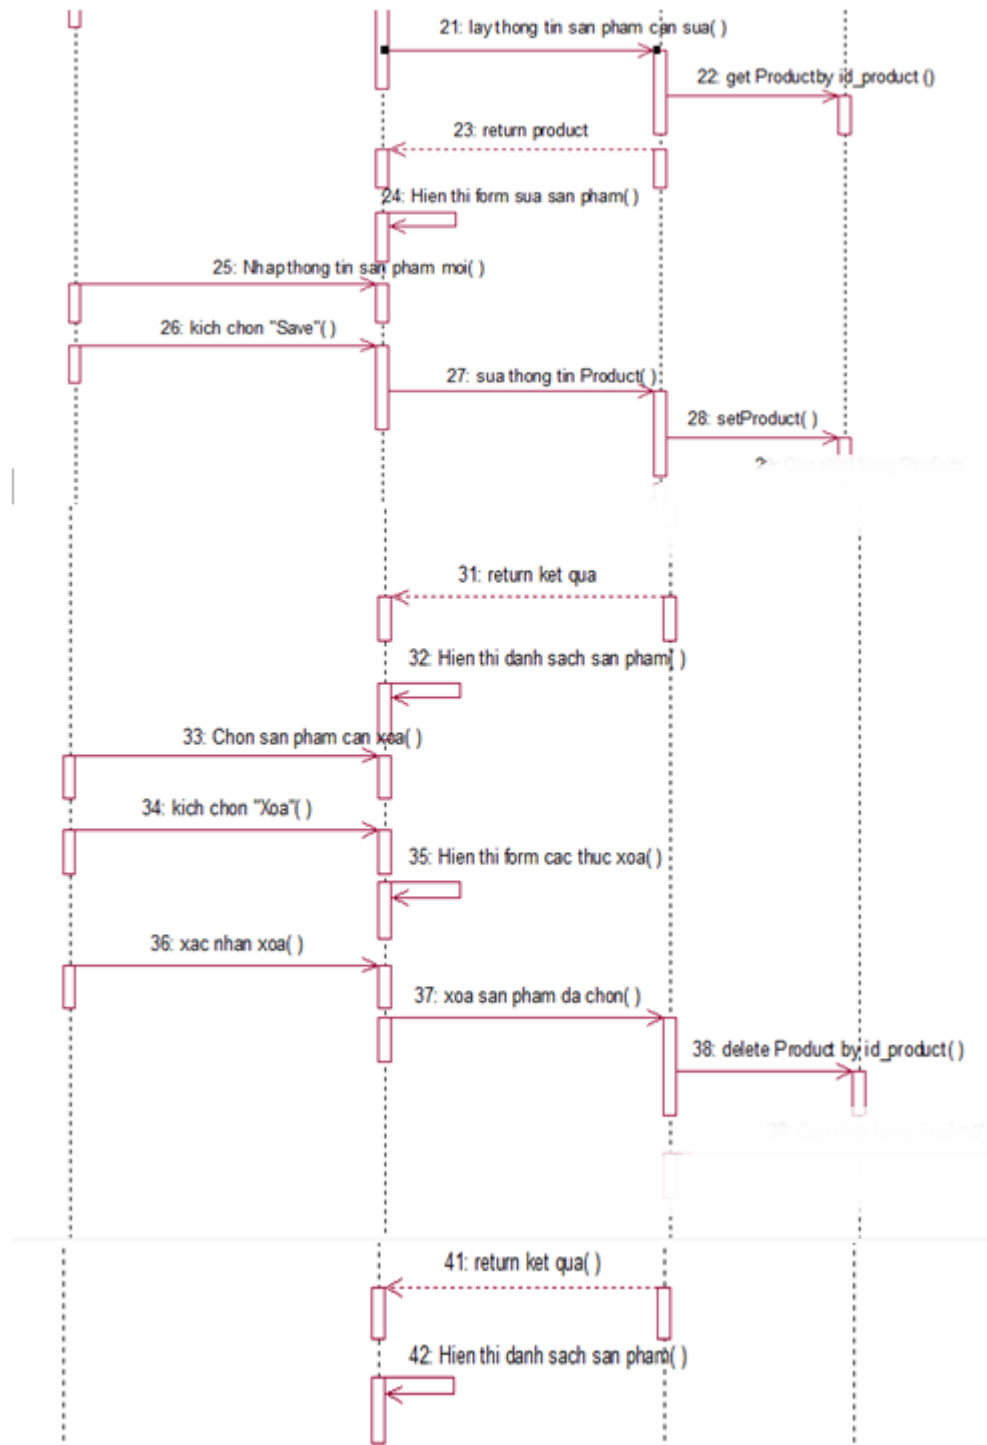 21: lay thong tin san pham can sua( )
22: get Productby id_product ()
23: return product
24: Hien thi form sua san pham( )
25: Nhap thong tin san pham moi( )
26: kich chon "Save"( )
27: sua thong tin Product( )
28: setProduct( )
31: return ket qua
32: Hien thi danh sach san pham( )
33: Chon san pham can xoa( )
34: kich chon "Xoa"( )
35: Hien thi form cac thuc xoa( )
36: xac nhan xoa( )
37: xoa san pham da chon( )
38: delete Product by id_product( )
41: return ket qua( )
42: Hien thi danh sach san pham( )